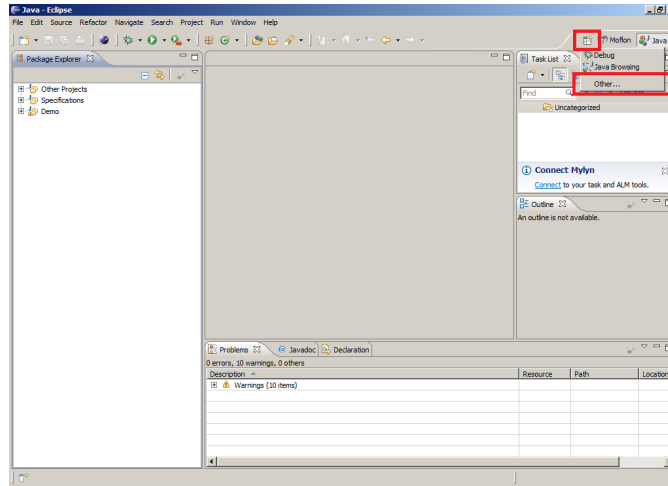 Java - Eclipse
File Edit Source Refactor Navigate Search Project Run Window Help
Moflon Java
Package Explorer
Task List
Debug
Java Browsing
Other...
Other Projects
Specifications
Demo
Find
Uncategorized
Connect Mylyn
Connect to your task and ALM tools.
Outline
An outline is not available.
Problems Javadoc Declaration
0 errors, 10 warnings, 0 others
Description Resource Path Location
Warnings (10 items)